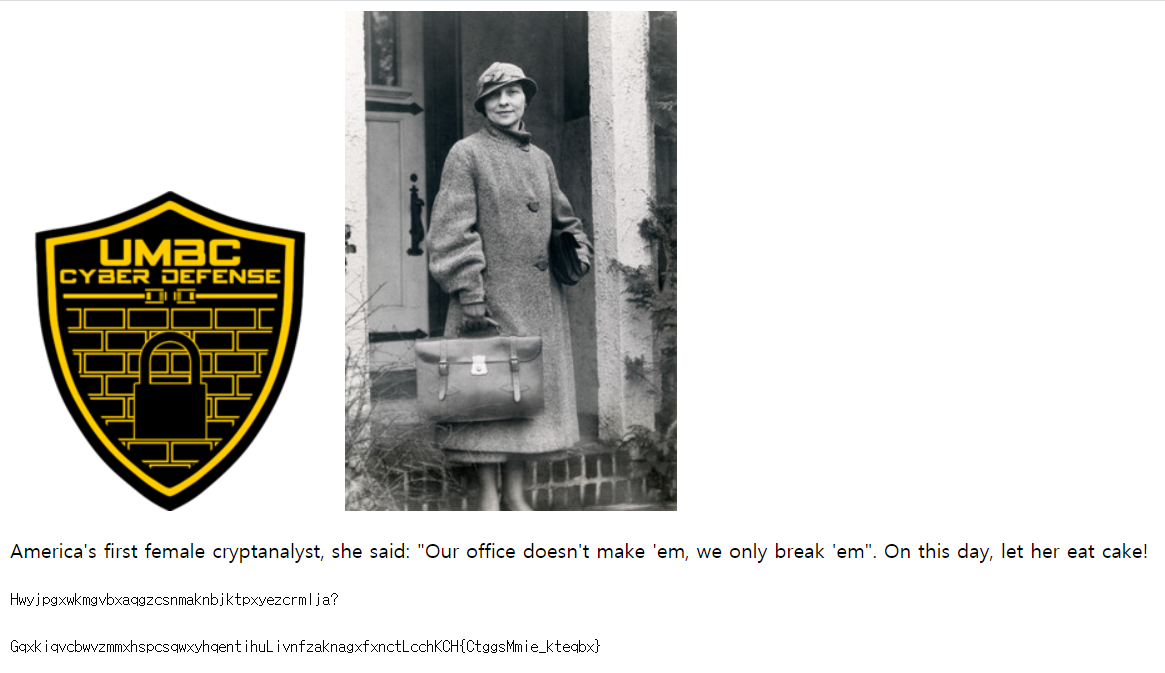 UMBC
CYBER DEFENSE
America's first female cryptanalyst, she said: "Our office doesn't make 'em, we only break 'em". On this day, let her eat cake!
Hwyjpgxwkmgvbxaqgzcsnmaknbjktpxyezcrmlja?
GqxkiqvcbwvzmmxhspcsqwxyhqentihuLivnfzaknagxfxnctLcchKCH{CtggsMmie_kteqbx}